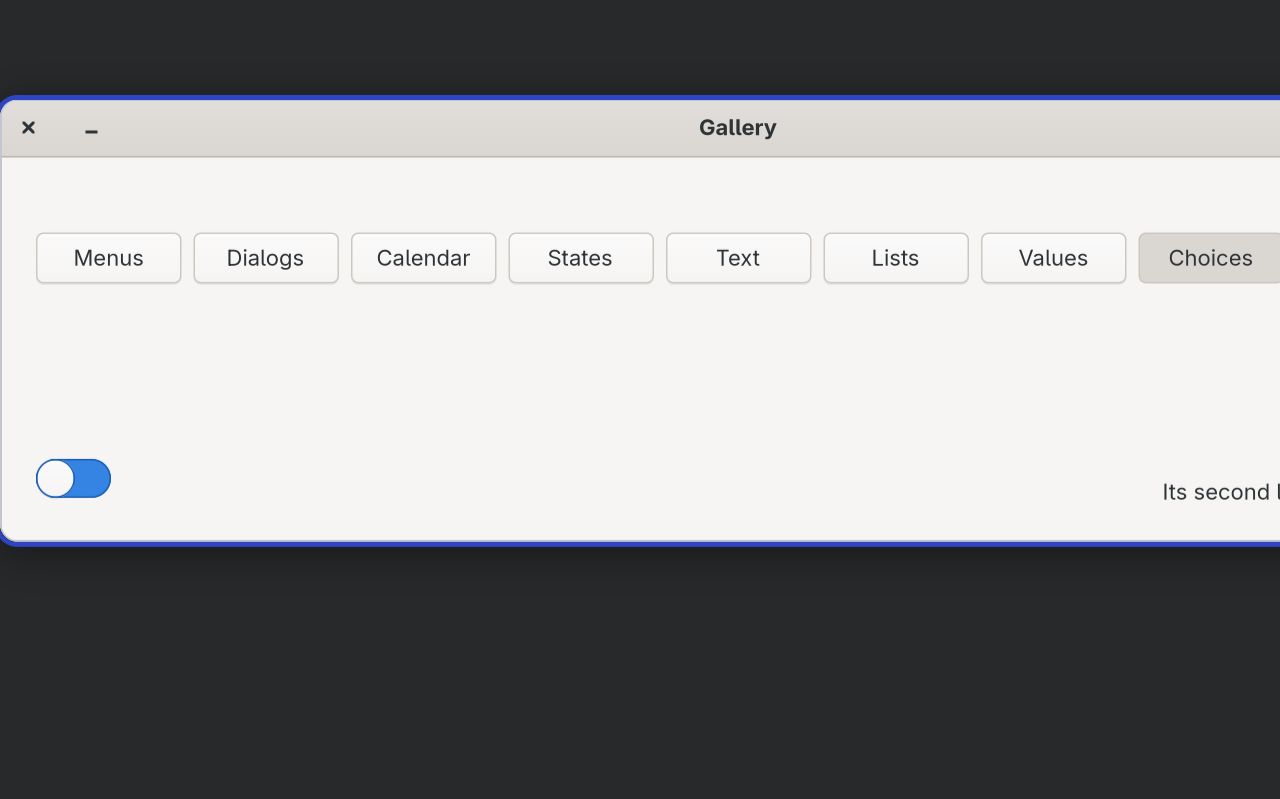 Gallery
Menus Dialogs Calendar States Text Lists Values Choices
Its second